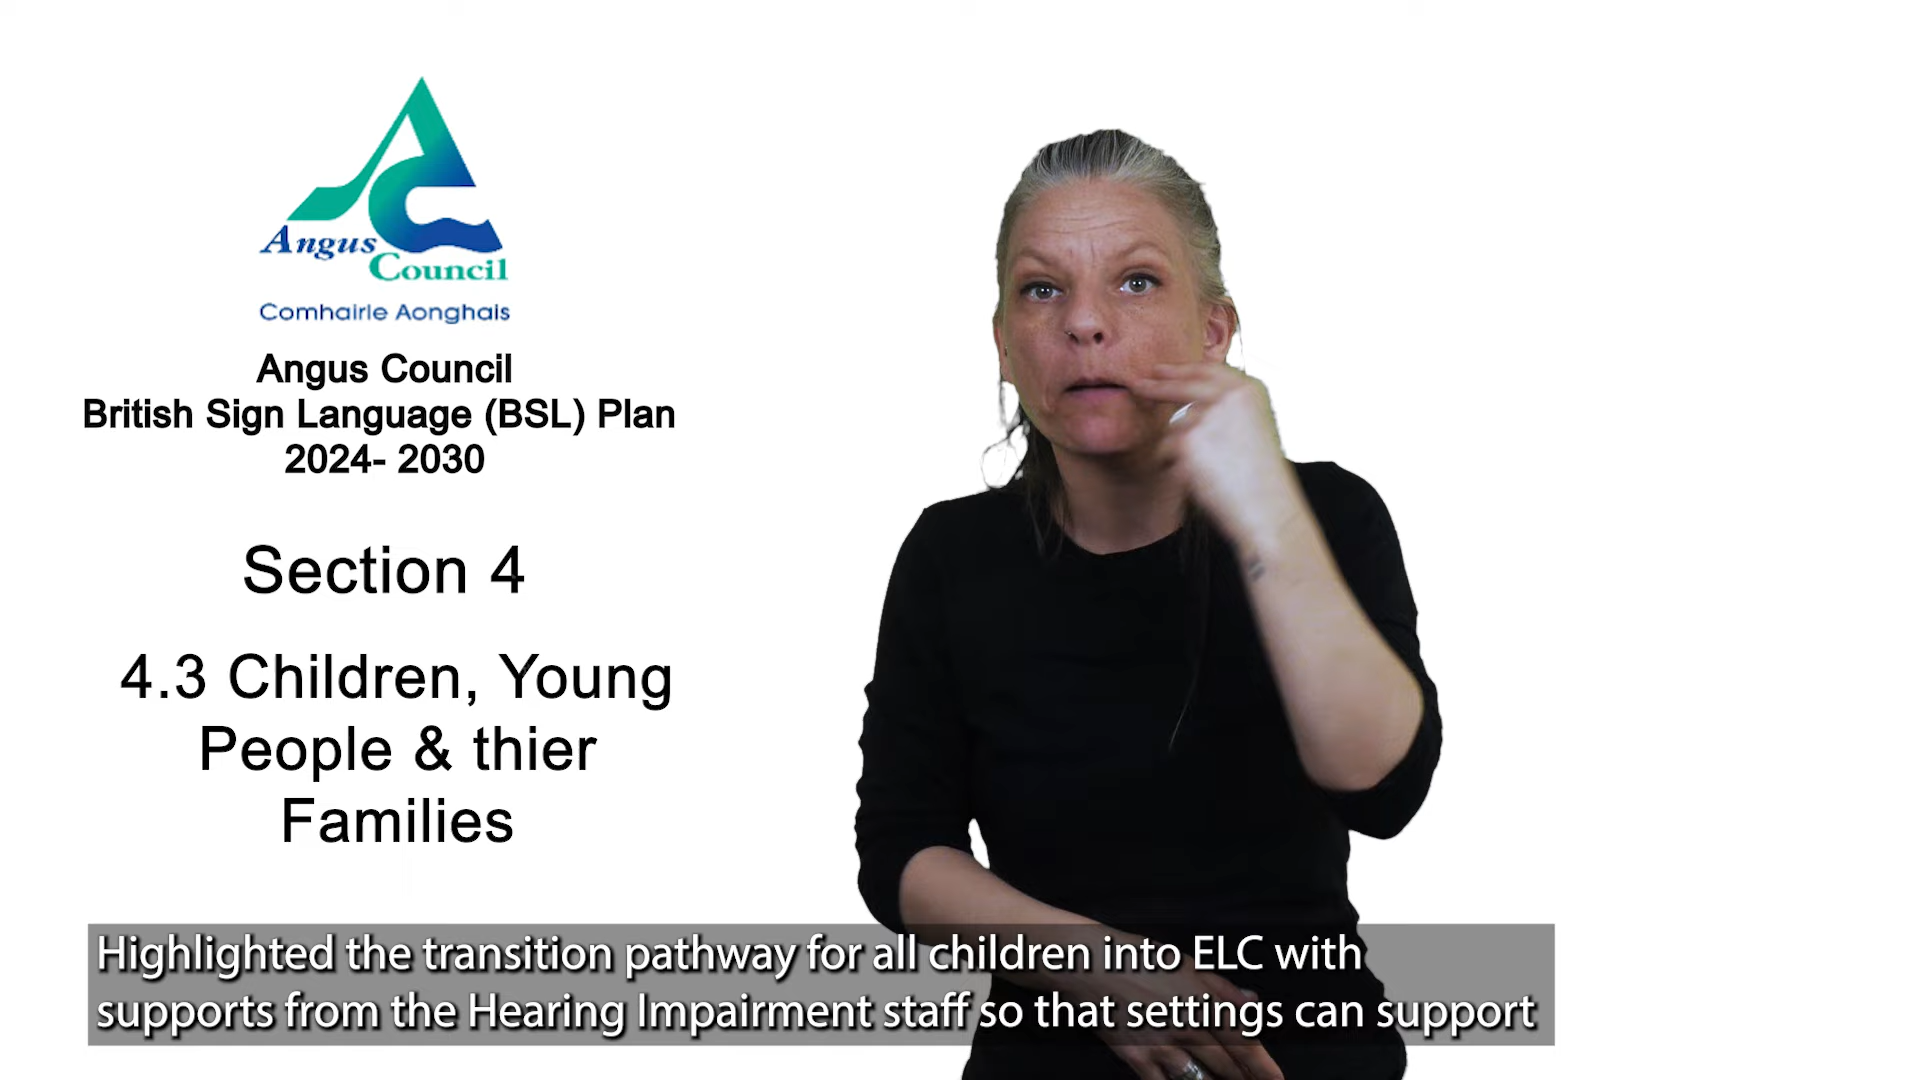 Angus
Council
Comhairle Aonghais
Angus Council
British Sign Language (BSL) Plan
2024- 2030
Section 4
4.3 Children, Young
People & thier
Families
Highlighted the transition pathway for all children into ELC with
supports from the Hearing Impairment staff so that settings can support